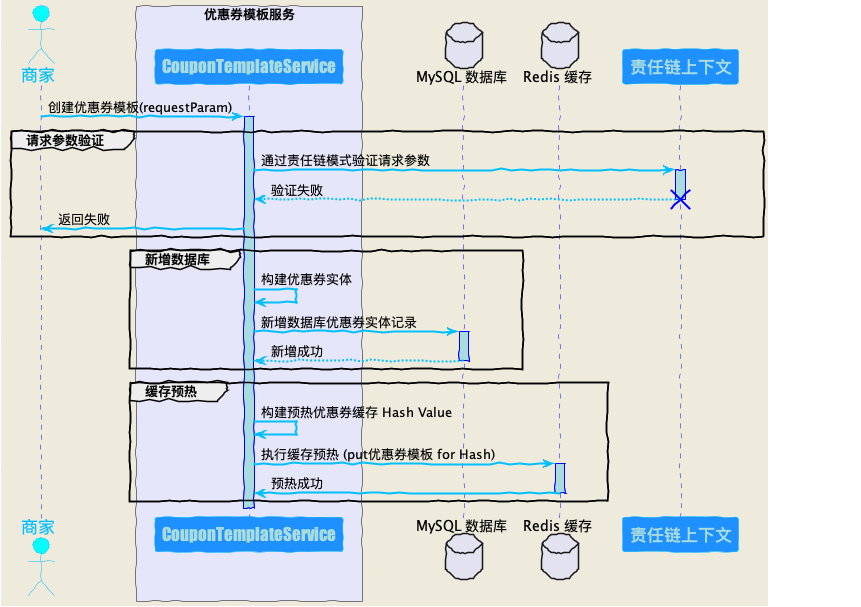 优惠券模板服务
商家
CouponTemplateService
MySQL 数据库
Redis 缓存
责任链上下文
创建优惠券模板(requestParam)
请求参数验证
通过责任链模式验证请求参数
验证失败
返回失败
新增数据库
构建优惠券实体
新增数据库优惠券实体记录
新增成功
缓存预热
构建预热优惠券缓存 Hash Value
执行缓存预热 (put优惠券模板 for Hash)
预热成功
商家
CouponTemplateService
MySQL 数据库
Redis 缓存
责任链上下文